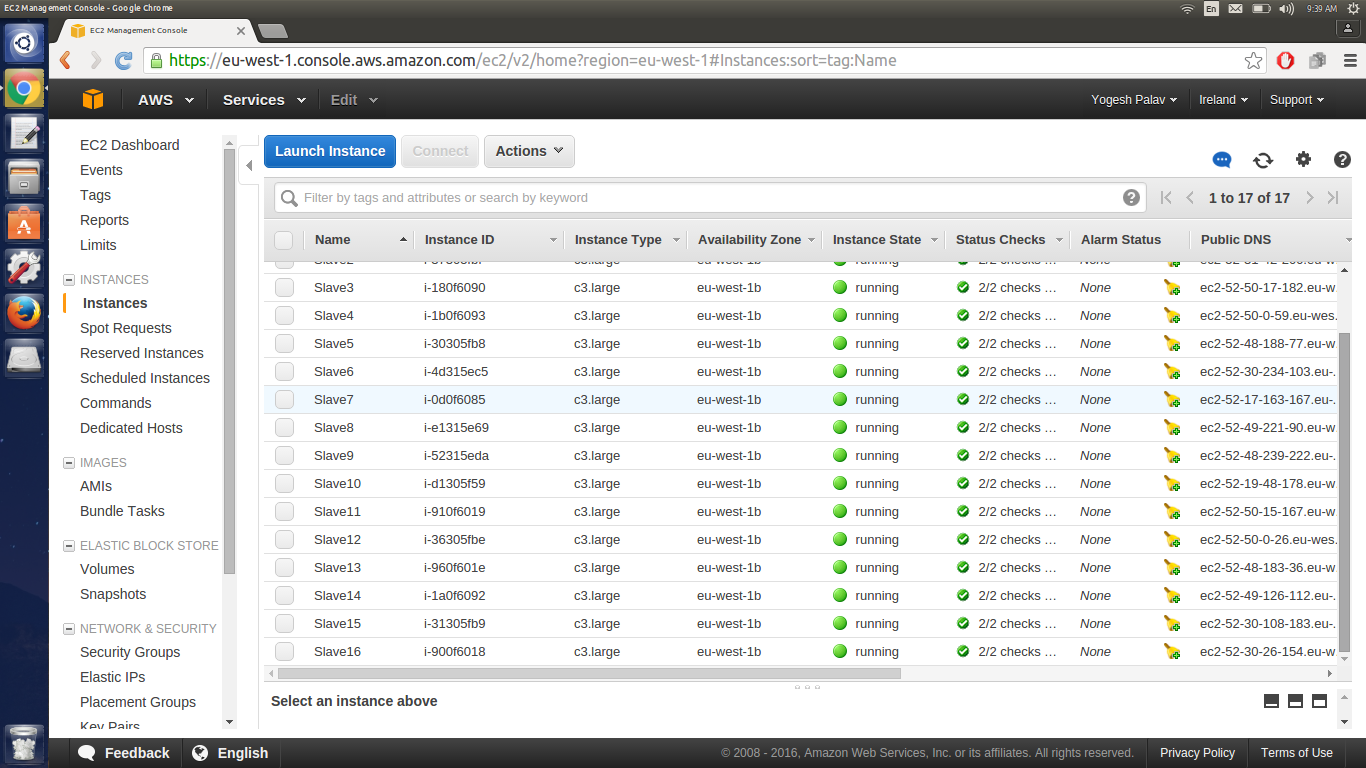 EC2 Management Console - Google Chrome
En
9:39 AM
EC2 Management Console
https://eu-west-1.console.aws.amazon.com/ec2/v2/home?region=eu-west-1#Instances:sort=tag:Name
AWS Services Edit Yogesh Palav Ireland Support
EC2 Dashboard
Events
Tags
Reports
Limits
INSTANCES
Instances
Spot Requests
Reserved Instances
Scheduled Instances
Commands
Dedicated Hosts
IMAGES
AMIs
Bundle Tasks
ELASTIC BLOCK STORE
Volumes
Snapshots
NETWORK & SECURITY
Security Groups
Elastic IPs
Placement Groups
Key Pairs
Launch Instance Connect Actions
Filter by tags and attributes or search by keyword
1 to 17 of 17
Name Instance ID Instance Type Availability Zone Instance State Status Checks Alarm Status Public DNS
Slave2 c3.large eu-west-1b running 2/2 checks ... None
Slave3 i-180f6090 c3.large eu-west-1b running 2/2 checks ... None ec2-52-50-17-182.eu-w
Slave4 i-1b0f6093 c3.large eu-west-1b running 2/2 checks ... None ec2-52-50-0-59.eu-wes.
Slave5 i-30305fb8 c3.large eu-west-1b running 2/2 checks ... None ec2-52-48-188-77.eu-w
Slave6 i-4d315ec5 c3.large eu-west-1b running 2/2 checks ... None ec2-52-30-234-103.eu-.
Slave7 i-0d0f6085 c3.large eu-west-1b running 2/2 checks ... None ec2-52-17-163-167.eu-.
Slave8 i-e1315e69 c3.large eu-west-1b running 2/2 checks ... None ec2-52-49-221-90.eu-w
Slave9 i-52315eda c3.large eu-west-1b running 2/2 checks ... None ec2-52-48-239-222.eu-.
Slave10 i-d1305f59 c3.large eu-west-1b running 2/2 checks ... None ec2-52-19-48-178.eu-w
Slave11 i-910f6019 c3.large eu-west-1b running 2/2 checks ... None ec2-52-50-15-167.eu-w
Slave12 i-36305fbe c3.large eu-west-1b running 2/2 checks ... None ec2-52-50-0-26.eu-wes.
Slave13 i-960f601e c3.large eu-west-1b running 2/2 checks ... None ec2-52-48-183-36.eu-w
Slave14 i-1a0f6092 c3.large eu-west-1b running 2/2 checks ... None ec2-52-49-126-112.eu-.
Slave15 i-31305fb9 c3.large eu-west-1b running 2/2 checks ... None ec2-52-30-108-183.eu-.
Slave16 i-900f6018 c3.large eu-west-1b running 2/2 checks ... None ec2-52-30-26-154.eu-w
Select an instance above
Feedback English © 2008 - 2016, Amazon Web Services, Inc. or its affiliates. All rights reserved. Privacy Policy Terms of Use